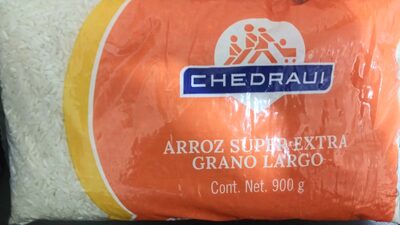 CHEDRAUI
ARROZ SUPER EXTRA
GRANO LARGO
Cont. Net. 900 g